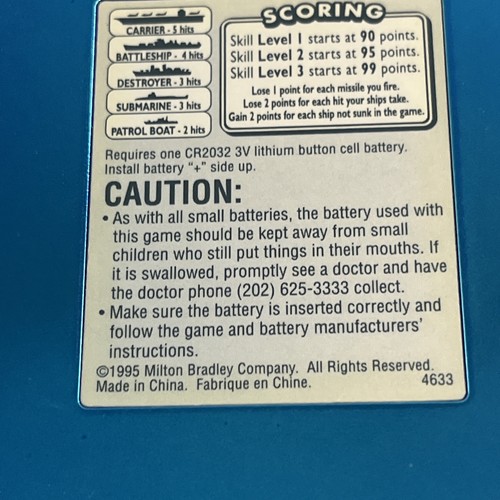 CARRIER - 5 hits
BATTLESHIP - 4 hits
DESTROYER - 3 hits
SUBMARINE - 3 hits
PATROL BOAT - 2 hits
SCORING
Skill Level 1 starts at 90 points.
Skill Level 2 starts at 95 points.
Skill Level 3 starts at 99 points.
Lose 1 point for each missile you fire.
Lose 2 points for each hit your ships take.
Gain 2 points for each ship not sunk in the game.
Requires one CR2032 3V lithium button cell battery.
Install battery "+" side up.
CAUTION:
• As with all small batteries, the battery used with
this game should be kept away from small
children who still put things in their mouths. If
it is swallowed, promptly see a doctor and have
the doctor phone (202) 625-3333 collect.
• Make sure the battery is inserted correctly and
follow the game and battery manufacturers'
instructions.
©1995 Milton Bradley Company. All Rights Reserved.
Made in China. Fabrique en Chine. 4633